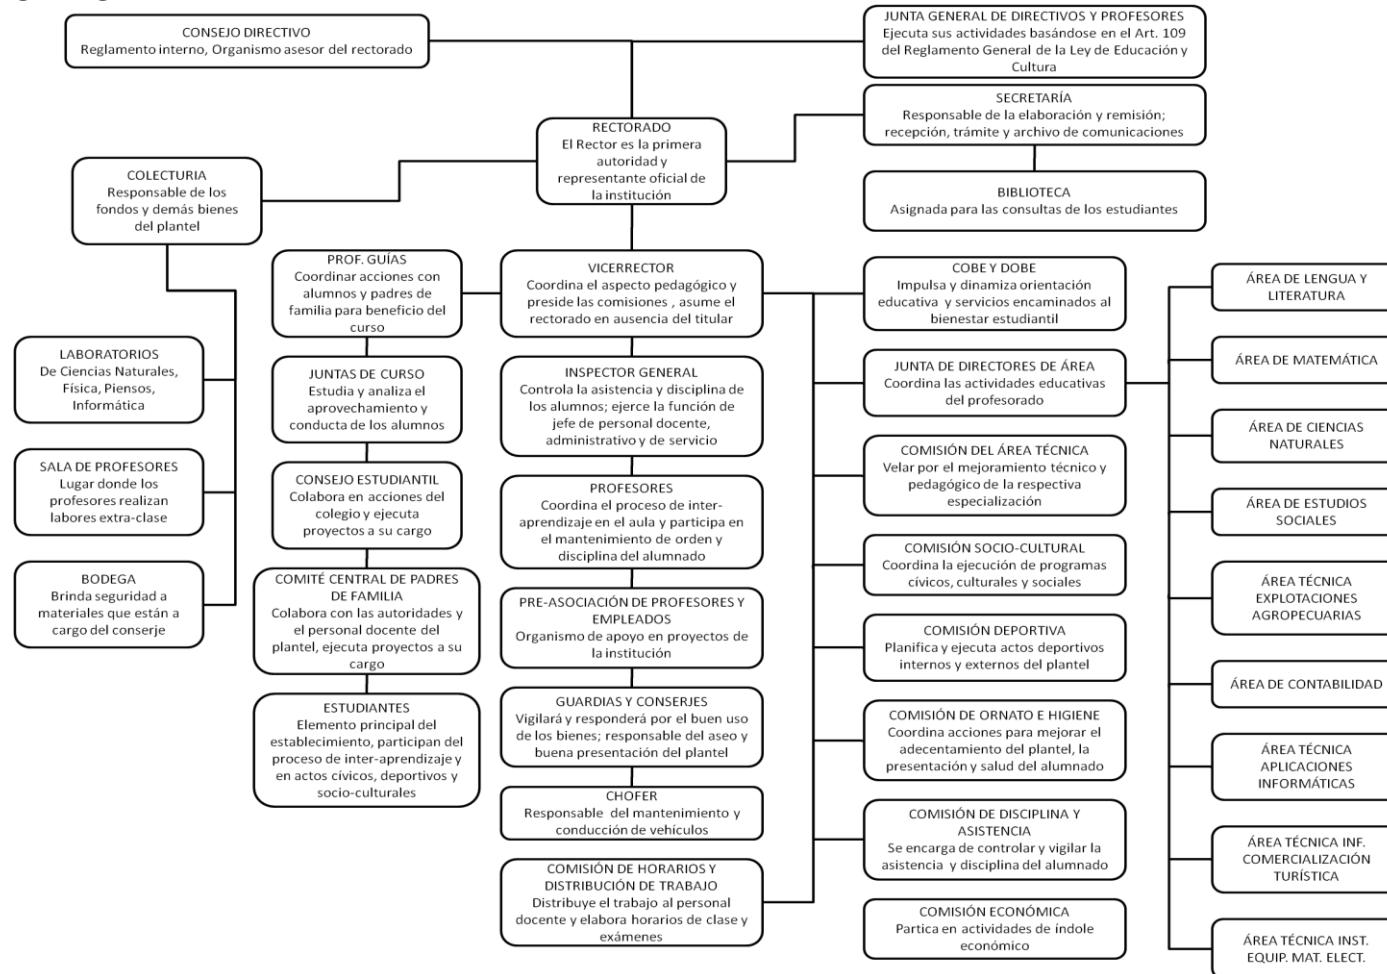 CONSEJO DIRECTIVO
Reglamento interno, Organismo asesor del rectorado
JUNTA GENERAL DE DIRECTIVOS Y PROFESORES
Ejecuta sus actividades basándose en el Art. 109
del Reglamento General de la Ley de Educación y
Cultura
SECRETARÍA
Responsable de la elaboración y remisión;
recepción, trámite y archivo de comunicaciones
RECTORADO
El Rector es la primera
autoridad y
representante oficial de
la institución
COLECTURIA
Responsable de los
fondos y demás bienes
del plantel
BIBLIOTECA
Asignada para las consultas de los estudiantes
LABORATORIOS
De Ciencias Naturales,
Física, Piensos,
Informática
SALA DE PROFESORES
Lugar donde los
profesores realizan
labores extra-clase
BODEGA
Brinda seguridad a
materiales que están a
cargo del conserje
PROF. GUÍAS
Coordinar acciones con
alumnos y padres de
familia para beneficio del
curso
JUNTAS DE CURSO
Estudia y analiza el
aprovechamiento y
conducta de los alumnos
CONSEJO ESTUDIANTIL
Colabora en acciones del
colegio y ejecuta
proyectos a su cargo
COMITÉ CENTRAL DE PADRES
DE FAMILIA
Colabora con las autoridades y
el personal docente del
plantel, ejecuta proyectos a su
cargo
ESTUDIANTES
Elemento principal del
establecimiento, participan del
proceso de inter-aprendizaje y
en actos cívicos, deportivos y
socio-culturales
VICERRECTOR
Coordina el aspecto pedagógico y
preside las comisiones , asume el
rectorado en ausencia del titular
INSPECTOR GENERAL
Controla la asistencia y disciplina de
los alumnos; ejerce la función de
jefe de personal docente,
administrativo y de servicio
PROFESORES
Coordina el proceso de inter-
aprendizaje en el aula y participa en
el mantenimiento de orden y
disciplina del alumnado
PRE-ASOCIACIÓN DE PROFESORES Y
EMPLEADOS
Organismo de apoyo en proyectos de
la institución
GUARDIAS Y CONSERJES
Vigilará y responderá por el buen uso
de los bienes; responsable del aseo y
buena presentación del plantel
CHOFER
Responsable del mantenimiento y
conducción de vehículos
COMISIÓN DE HORARIOS Y
DISTRIBUCIÓN DE TRABAJO
Distribuye el trabajo al personal
docente y elabora horarios de clase y
exámenes
COBE Y DOBE
Impulsa y dinamiza orientación
educativa y servicios encaminados al
bienestar estudiantil
JUNTA DE DIRECTORES DE ÁREA
Coordina las actividades educativas
del profesorado
COMISIÓN DEL ÁREA TÉCNICA
Velar por el mejoramiento técnico y
pedagógico de la respectiva
especialización
COMISIÓN SOCIO-CULTURAL
Coordina la ejecución de programas
cívicos, culturales y sociales
COMISIÓN DEPORTIVA
Planifica y ejecuta actos deportivos
internos y externos del plantel
COMISIÓN DE ORNATO E HIGIENE
Coordina acciones para mejorar el
adecentamiento del plantel, la
presentación y salud del alumnado
COMISIÓN DE DISCIPLINA Y
ASISTENCIA
Se encarga de controlar y vigilar la
asistencia y disciplina del alumnado
COMISIÓN ECONÓMICA
Partica en actividades de índole
económico
ÁREA DE LENGUA Y
LITERATURA
ÁREA DE MATEMÁTICA
ÁREA DE CIENCIAS
NATURALES
ÁREA DE ESTUDIOS
SOCIALES
ÁREA TÉCNICA
EXPLOTACIONES
AGROPECUARIAS
ÁREA DE CONTABILIDAD
ÁREA TÉCNICA
APLICACIONES
INFORMÁTICAS
ÁREA TÉCNICA INF.
COMERCIALIZACIÓN
TURÍSTICA
ÁREA TÉCNICA INST.
EQUIP. MAT. ELECT.